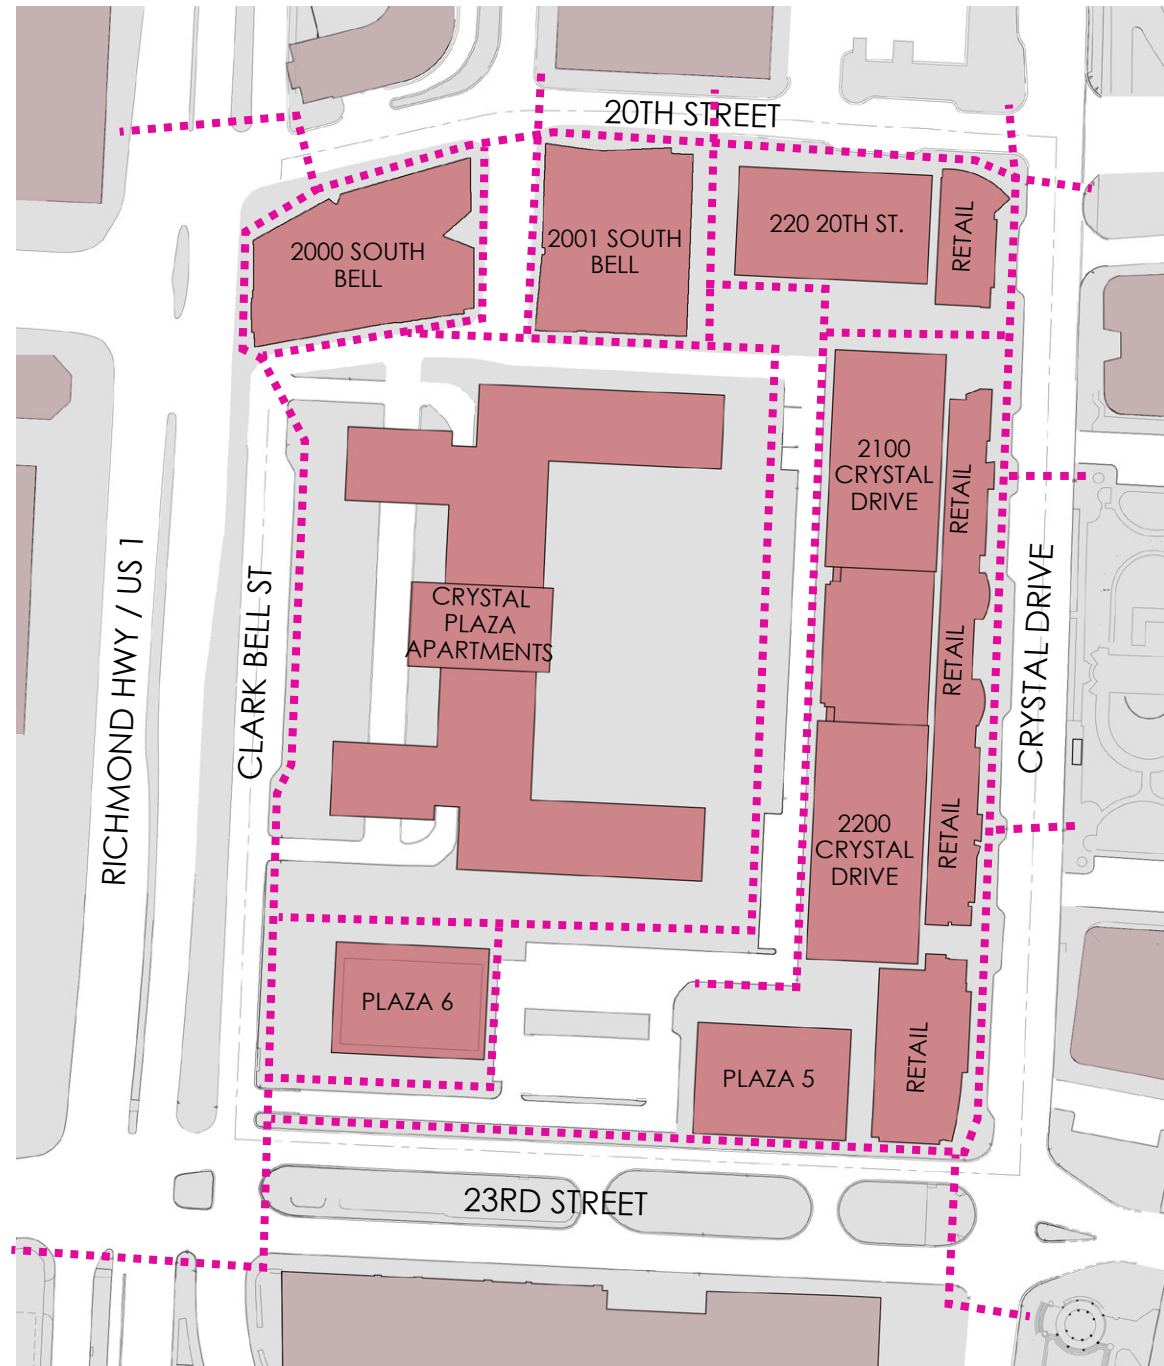 20TH STREET
2000 SOUTH
BELL
2001 SOUTH
BELL
220 20TH ST.
RETAIL
2100
CRYSTAL
DRIVE
RETAIL
RICHMOND HWY / US 1
CLARK BELL ST
CRYSTAL
PLAZA
APARTMENTS
RETAIL
CRYSTAL DRIVE
2200
CRYSTAL
DRIVE
RETAIL
PLAZA 6
PLAZA 5
RETAIL
23RD STREET